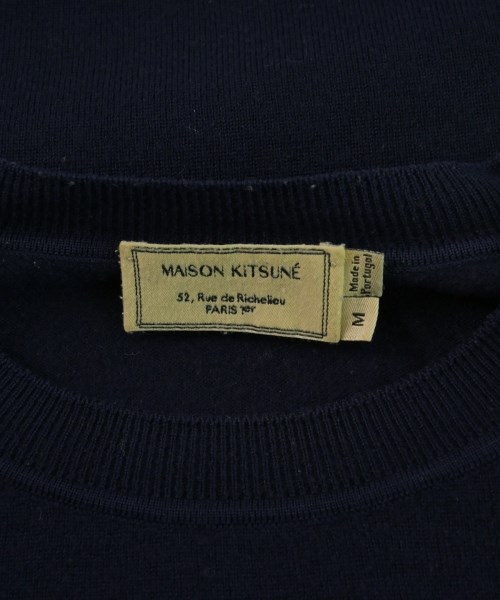 MAISON KITSUNÉ
52, Rue de Richelieu
PARIS 1er
Made in
Portugal
M